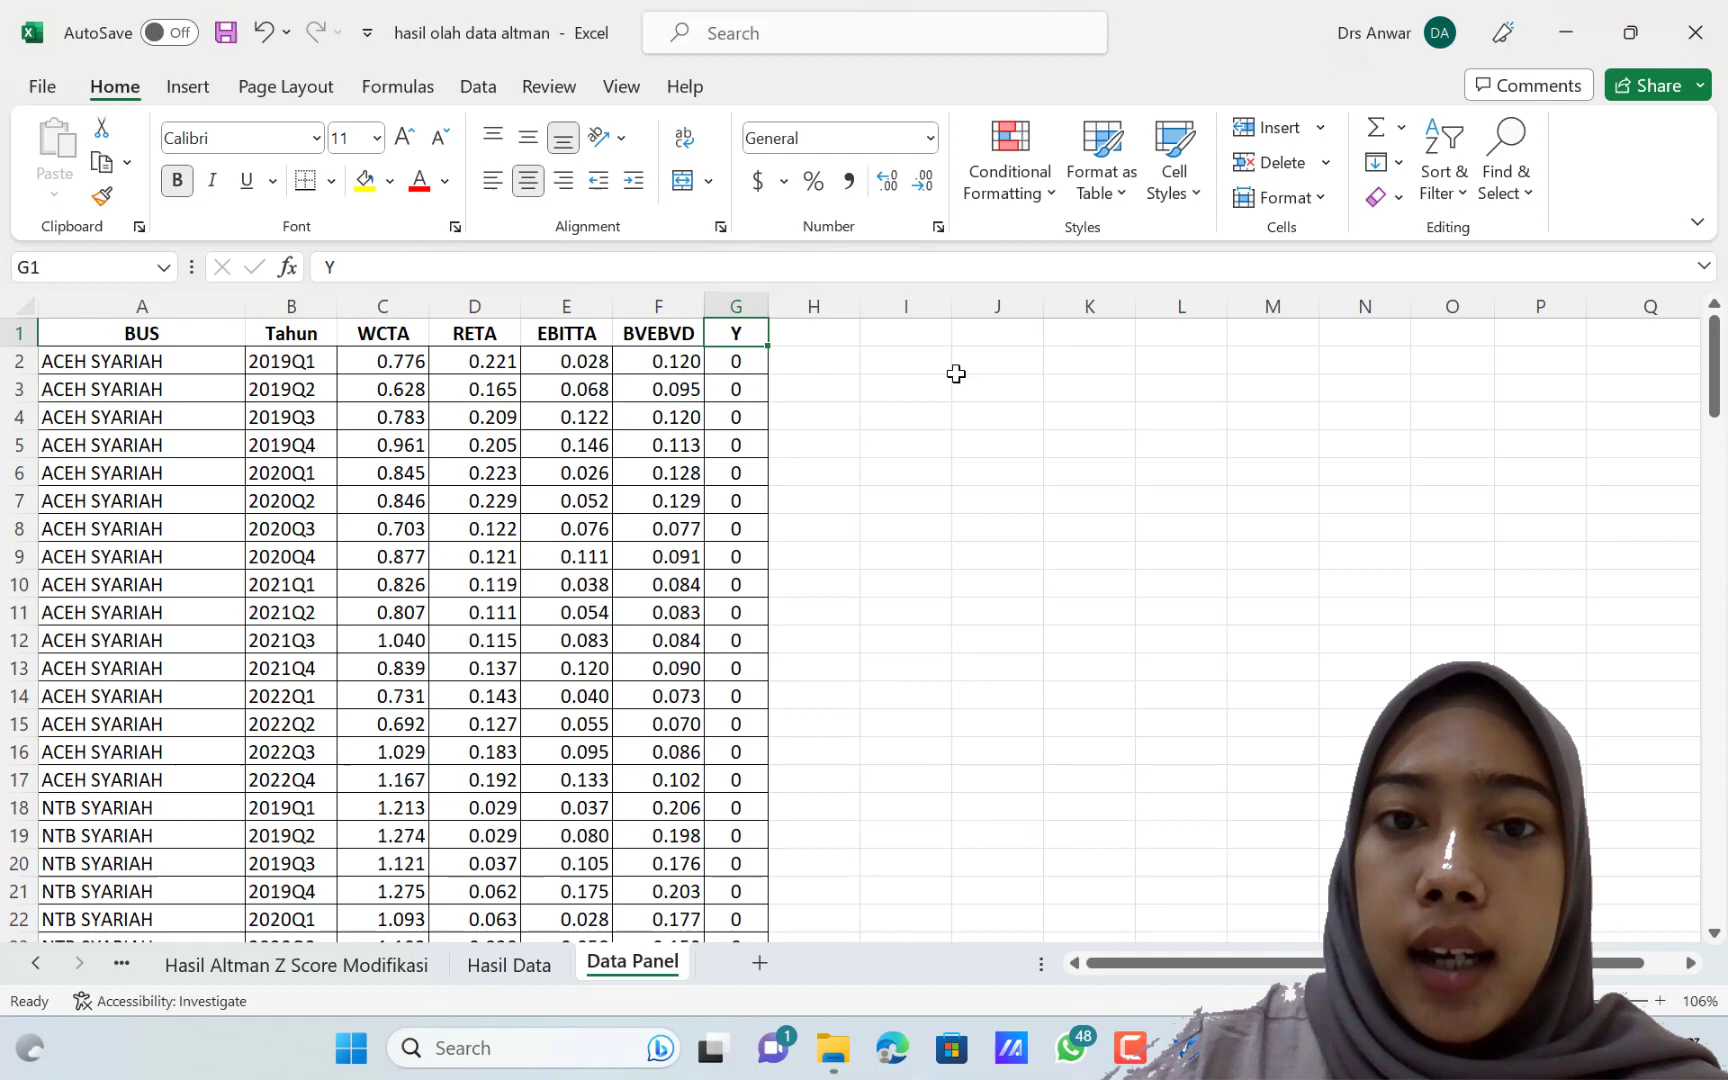 AutoSave Off hasil olah data altman - Excel Search Drs Anwar DA
File Home Insert Page Layout Formulas Data Review View Help Comments Share
Paste Calibri 11 General Conditional Formatting Format as Table Cell Styles Insert Delete Format Sort & Filter Find & Select
Clipboard Font Alignment Number Styles Cells Editing
G1 fx Y
A B C D E F G H I J K L M N O P Q
1 BUS Tahun WCTA RETA EBITTA BVEBVD Y
2 ACEH SYARIAH 2019Q1 0.776 0.221 0.028 0.120 0
3 ACEH SYARIAH 2019Q2 0.628 0.165 0.068 0.095 0
4 ACEH SYARIAH 2019Q3 0.783 0.209 0.122 0.120 0
5 ACEH SYARIAH 2019Q4 0.961 0.205 0.146 0.113 0
6 ACEH SYARIAH 2020Q1 0.845 0.223 0.026 0.128 0
7 ACEH SYARIAH 2020Q2 0.846 0.229 0.052 0.129 0
8 ACEH SYARIAH 2020Q3 0.703 0.122 0.076 0.077 0
9 ACEH SYARIAH 2020Q4 0.877 0.121 0.111 0.091 0
10 ACEH SYARIAH 2021Q1 0.826 0.119 0.038 0.084 0
11 ACEH SYARIAH 2021Q2 0.807 0.111 0.054 0.083 0
12 ACEH SYARIAH 2021Q3 1.040 0.115 0.083 0.084 0
13 ACEH SYARIAH 2021Q4 0.839 0.137 0.120 0.090 0
14 ACEH SYARIAH 2022Q1 0.731 0.143 0.040 0.073 0
15 ACEH SYARIAH 2022Q2 0.692 0.127 0.055 0.070 0
16 ACEH SYARIAH 2022Q3 1.029 0.183 0.095 0.086 0
17 ACEH SYARIAH 2022Q4 1.167 0.192 0.133 0.102 0
18 NTB SYARIAH 2019Q1 1.213 0.029 0.037 0.206 0
19 NTB SYARIAH 2019Q2 1.274 0.029 0.080 0.198 0
20 NTB SYARIAH 2019Q3 1.121 0.037 0.105 0.176 0
21 NTB SYARIAH 2019Q4 1.275 0.062 0.175 0.203 0
22 NTB SYARIAH 2020Q1 1.093 0.063 0.028 0.177 0
Hasil Altman Z Score Modifikasi Hasil Data Data Panel
Ready Accessibility: Investigate 106%
Search 1 48